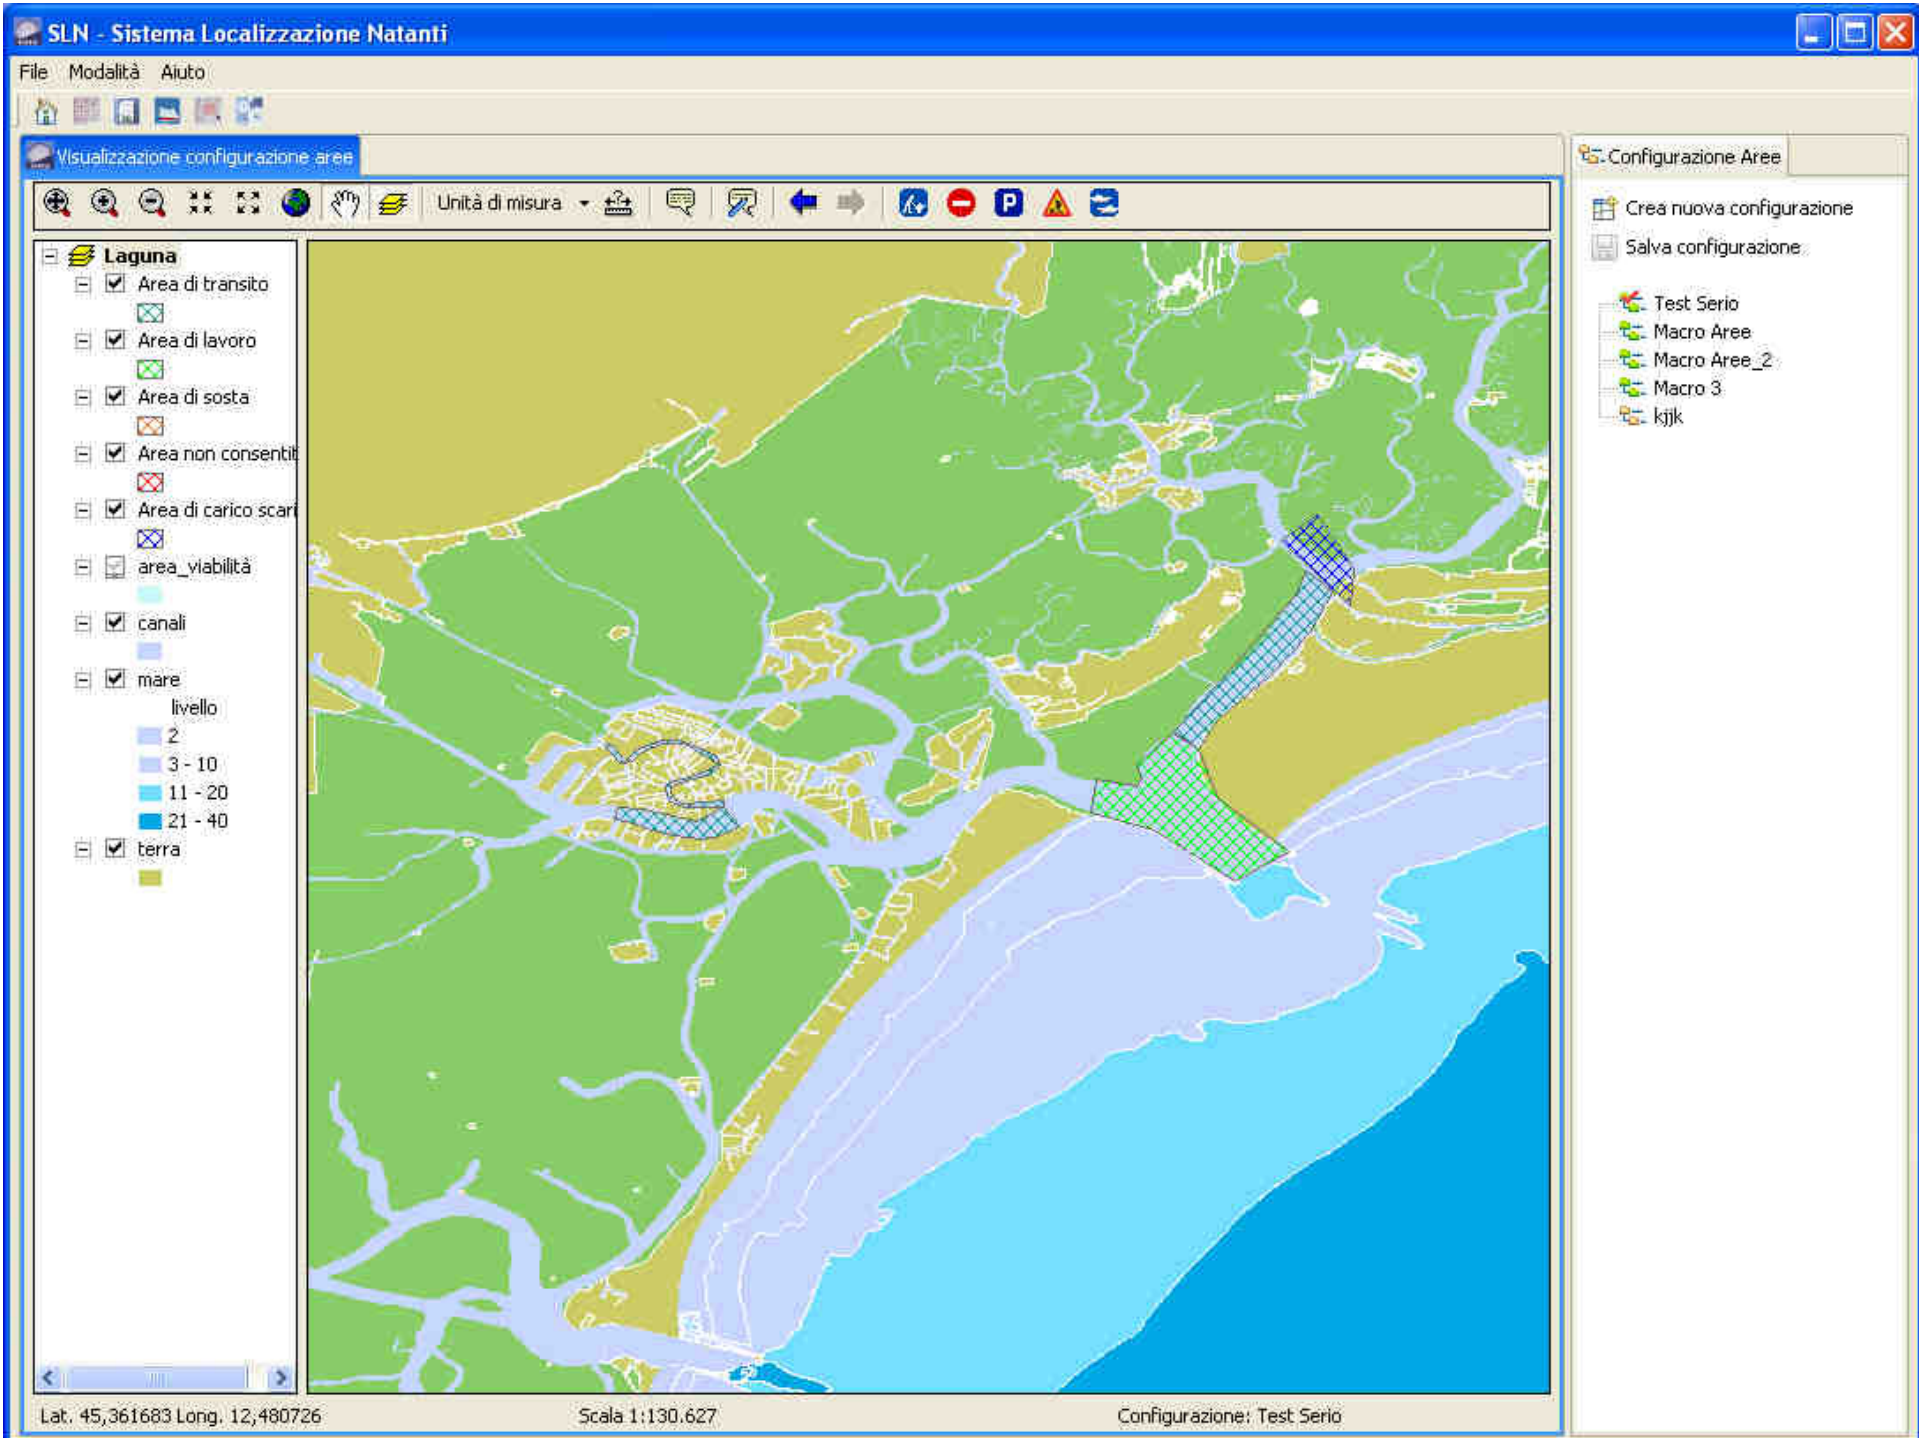 SLN - Sistema Localizzazione Natanti
File Modalità Aiuto
Visualizzazione configurazione aree
Unità di misura
Laguna
Area di transito
Area di lavoro
Area di sosta
Area non consentit
Area di carico scari
area_viabilità
canali
mare
livello
2
3 - 10
11 - 20
21 - 40
terra
Lat. 45,361683 Long. 12,480726
Scala 1:130.627
Configurazione: Test Serio
Configurazione Aree
Crea nuova configurazione
Salva configurazione
Test Serio
Macro Aree
Macro Aree_2
Macro 3
kjjk